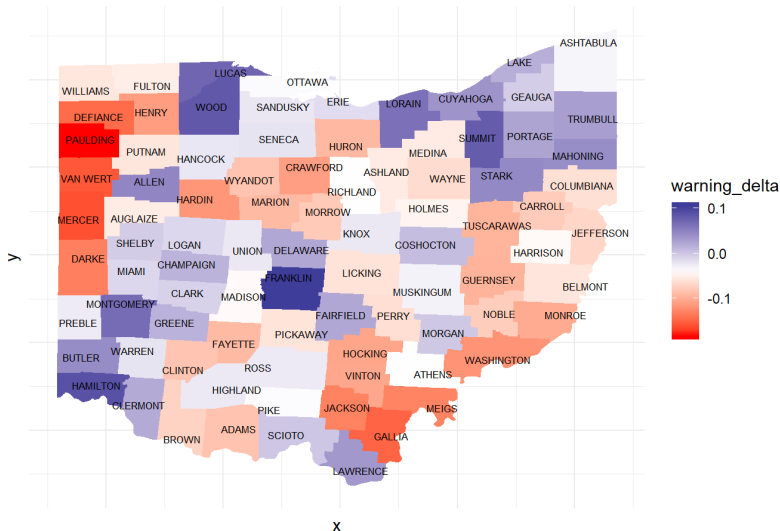 ASHTABULA
LAKE
LUCAS
OTTAWA
FULTON
WILLIAMS
GEAUGA
CUYAHOGA
ERIE
LORAIN
WOOD
SANDUSKY
HENRY
DEFIANCE
TRUMBULL
PORTAGE
SUMMIT
SENECA
PAULDING
HURON
PUTNAM
MEDINA
MAHONING
HANCOCK
CRAWFORD
ASHLAND
STARK
VAN WERT
ALLEN
WYANDOT
WAYNE
COLUMBIANA
RICHLAND
HARDIN
MARION
HOLMES
CARROLL
MORROW
MERCER
AUGLAIZE
TUSCARAWAS
JEFFERSON
KNOX
SHELBY
LOGAN
COSHOCTON
UNION
DELAWARE
HARRISON
DARKE
CHAMPAIGN
MIAMI
LICKING
FRANKLIN
GUERNSEY
BELMONT
CLARK
MUSKINGUM
MADISON
MONTGOMERY
NOBLE
MONROE
FAIRFIELD
PERRY
PREBLE
GREENE
PICKAWAY
MORGAN
FAYETTE
WARREN
HOCKING
BUTLER
WASHINGTON
ROSS
CLINTON
VINTON
ATHENS
HAMILTON
HIGHLAND
CLERMONT
JACKSON
MEIGS
PIKE
ADAMS
SCIOTO
GALLIA
BROWN
LAWRENCE
x
y
warning_delta
0.1
0.0
-0.1